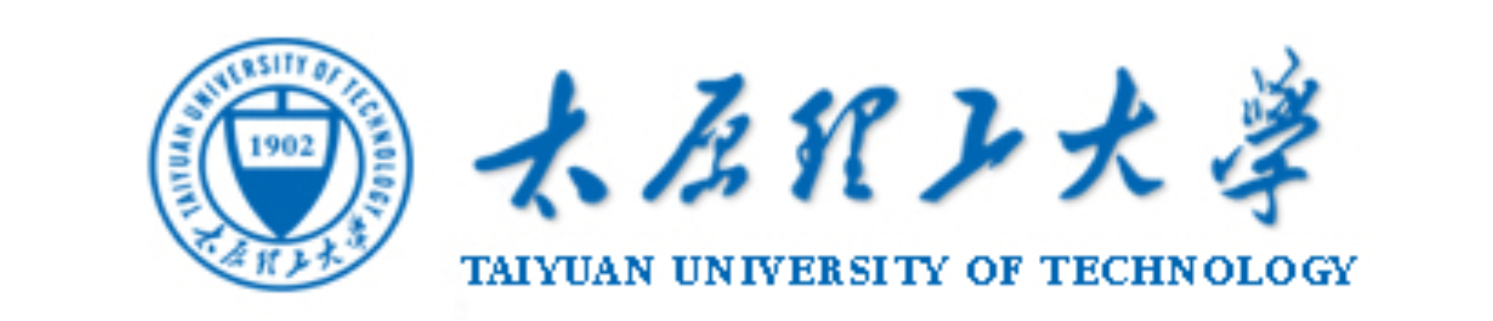 TAIYUAN UNIVERSITY OF TECHNOLOGY
1902
太原理工大学
太原理工大學
TAIYUAN UNIVERSITY OF TECHNOLOGY